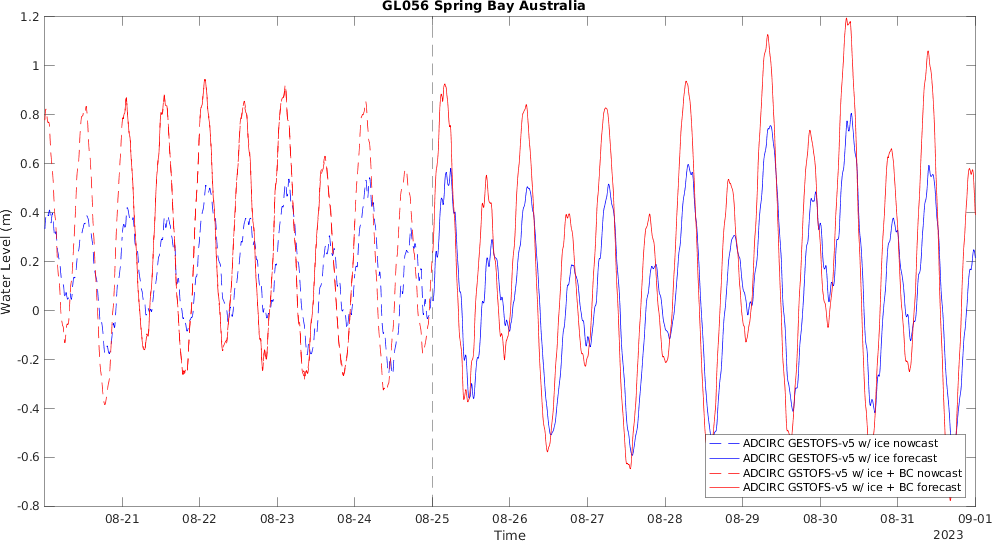 GL056 Spring Bay Australia
1.2
1
0.8
0.6
0.4
0.2
0
-0.2
-0.4
-0.6
-0.8
Water Level (m)
ADCIRC GESTOFS-v5 w/ ice nowcast
ADCIRC GESTOFS-v5 w/ ice forecast
ADCIRC GSTOFS-v5 w/ ice + BC nowcast
ADCIRC GSTOFS-v5 w/ ice + BC forecast
08-21 08-22 08-23 08-24 08-25 08-26 08-27 08-28 08-29 08-30 08-31 09-01
Time
2023